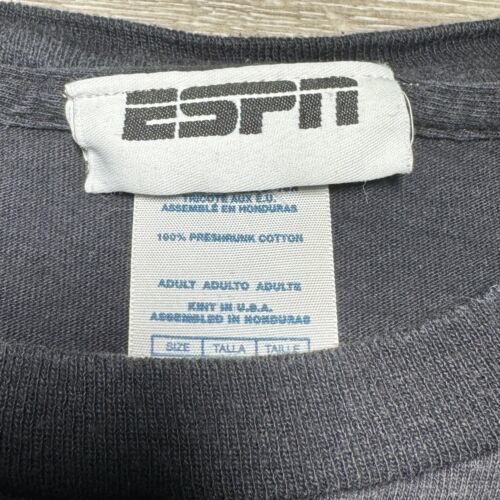 ESPN
TRICOTÉ AUX E.U.
ASSEMBLÉ EN HONDURAS
100% PRESHRUNK COTTON
ADULT ADULTO ADULTE
KNIT IN U.S.A.
ASSEMBLED IN HONDURAS
SIZE TALLA TAILLE